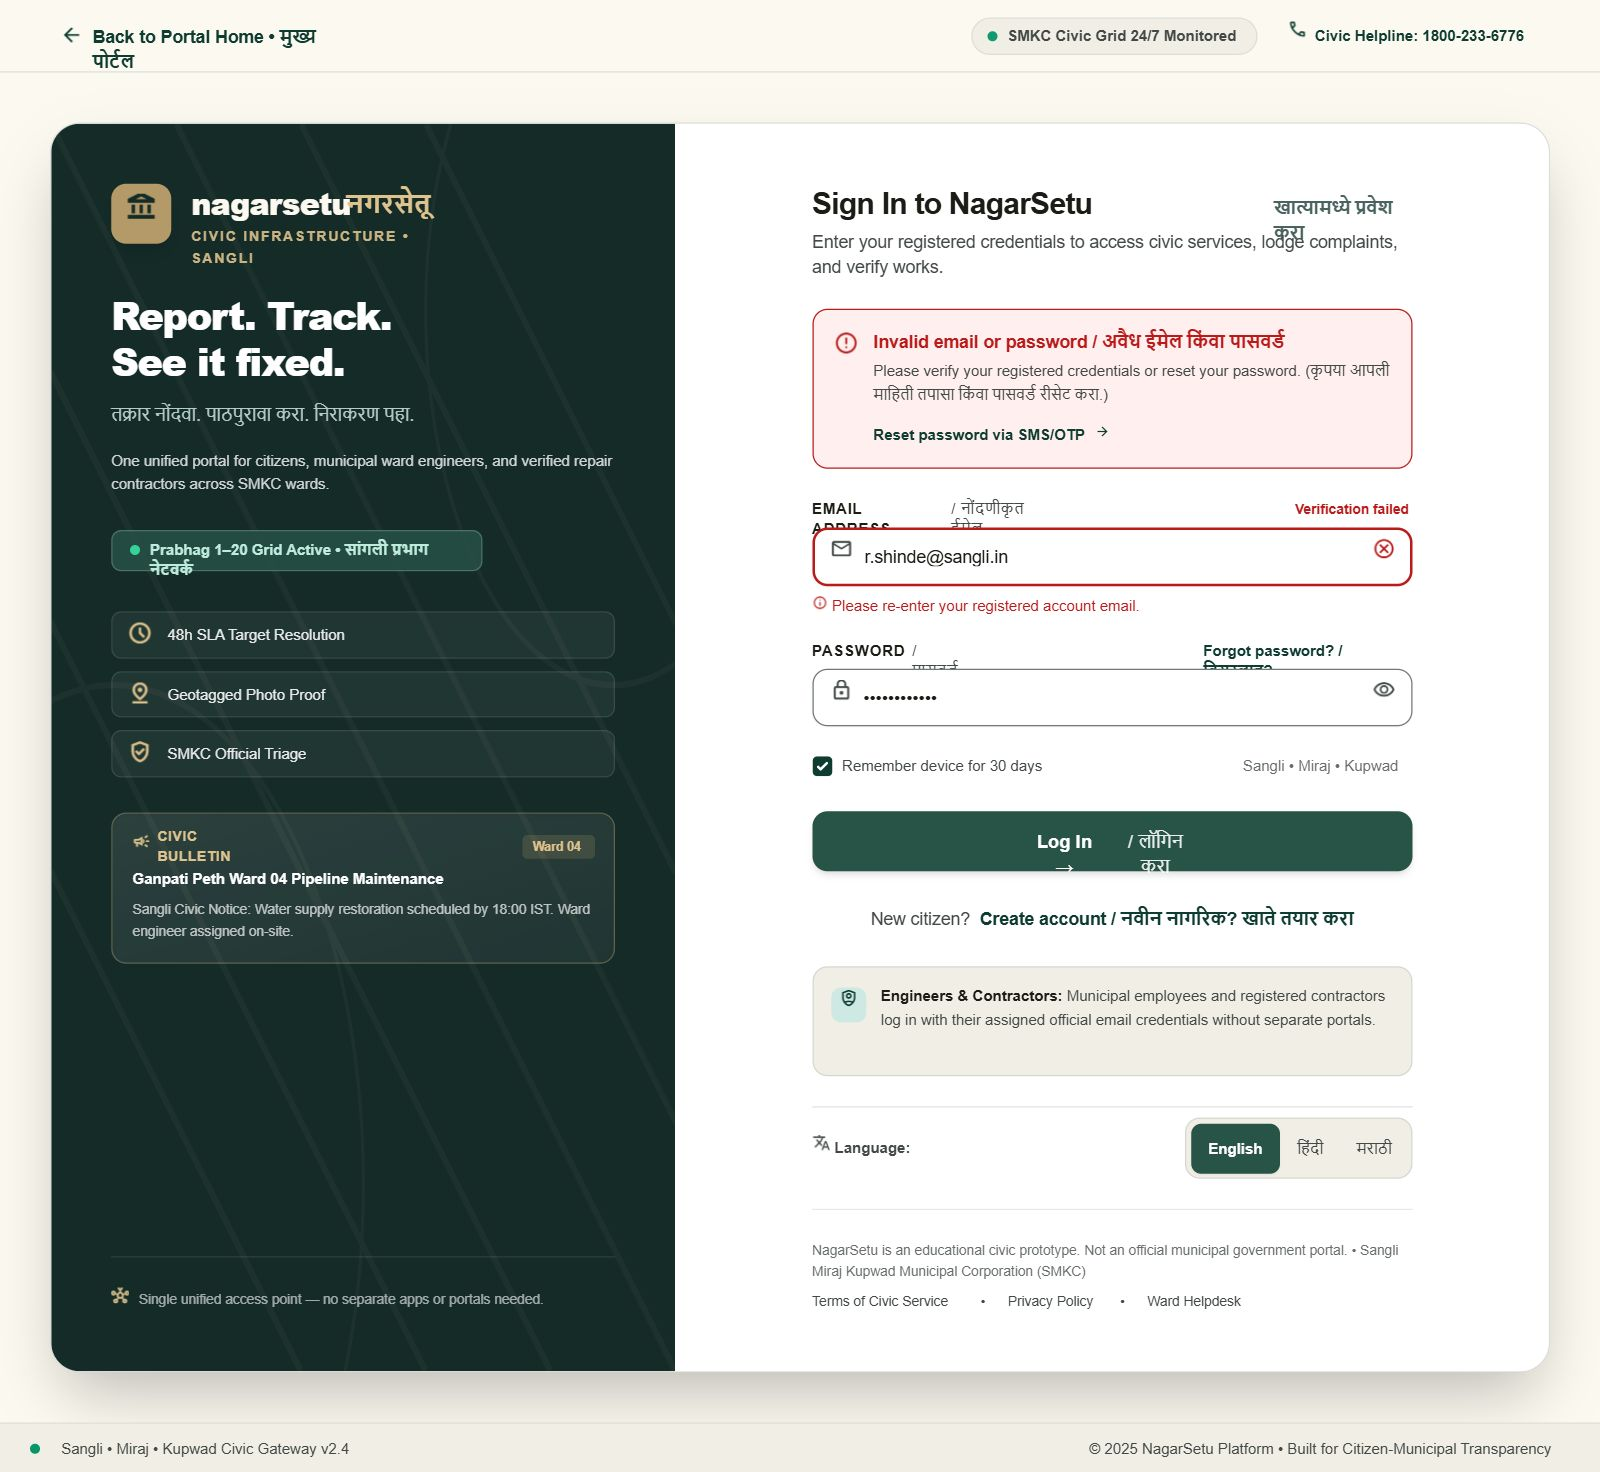 Back to Portal Home • मुख्य
पोर्टल
SMKC Civic Grid 24/7 Monitored
Civic Helpline: 1800-233-6776
nagarsetu नगरसेतू
CIVIC INFRASTRUCTURE •
SANGLI
Report. Track.
See it fixed.
तक्रार नोंदवा. पाठपुरावा करा. निराकरण पहा.
One unified portal for citizens, municipal ward engineers, and verified repair
contractors across SMKC wards.
Prabhag 1–20 Grid Active • सांगली प्रभाग
नेटवर्क
48h SLA Target Resolution
Geotagged Photo Proof
SMKC Official Triage
CIVIC
BULLETIN
Ward 04
Ganpati Peth Ward 04 Pipeline Maintenance
Sangli Civic Notice: Water supply restoration scheduled by 18:00 IST. Ward
engineer assigned on-site.
Single unified access point — no separate apps or portals needed.
Sign In to NagarSetu
खात्यामध्ये प्रवेश
करा
Enter your registered credentials to access civic services, lodge complaints,
and verify works.
Invalid email or password / अवैध ईमेल किंवा पासवर्ड
Please verify your registered credentials or reset your password. (कृपया आपली
माहिती तपासा किंवा पासवर्ड रीसेट करा.)
Reset password via SMS/OTP →
EMAIL
ADDRESS
/ नोंदणीकृत
ईमेल
Verification failed
r.shinde@sangli.in
Please re-enter your registered account email.
PASSWORD /
पासवर्ड
Forgot password? /
••••••••••••
Remember device for 30 days
Sangli • Miraj • Kupwad
Log In
→
/ लॉगिन
करा
New citizen? Create account / नवीन नागरिक? खाते तयार करा
Engineers & Contractors: Municipal employees and registered contractors
log in with their assigned official email credentials without separate portals.
Language:
English
हिंदी
मराठी
NagarSetu is an educational civic prototype. Not an official municipal government portal. • Sangli
Miraj Kupwad Municipal Corporation (SMKC)
Terms of Civic Service • Privacy Policy • Ward Helpdesk
Sangli • Miraj • Kupwad Civic Gateway v2.4
© 2025 NagarSetu Platform • Built for Citizen-Municipal Transparency